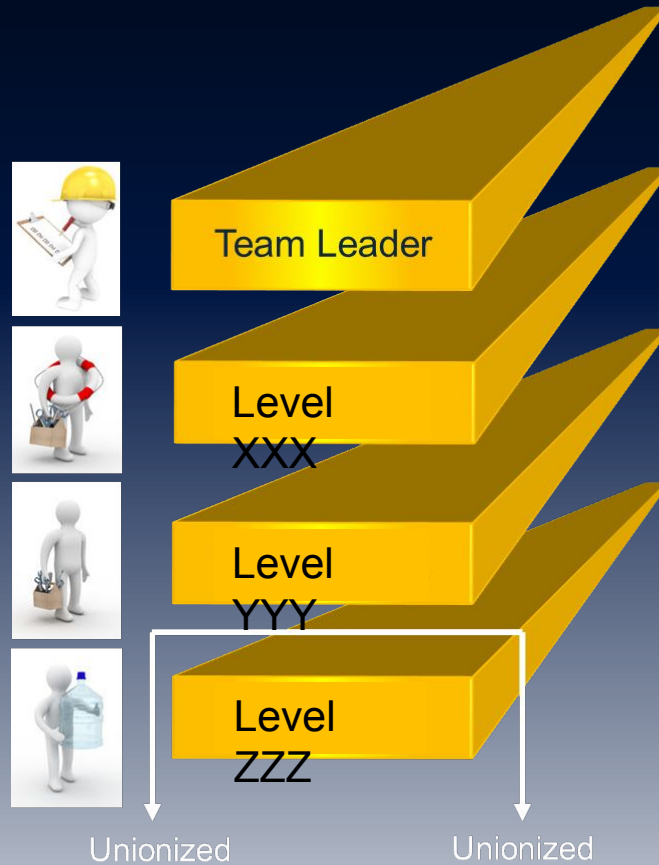 Team Leader
Level
XXX
Level
YYY
Level
ZZZ
Unionized
Unionized